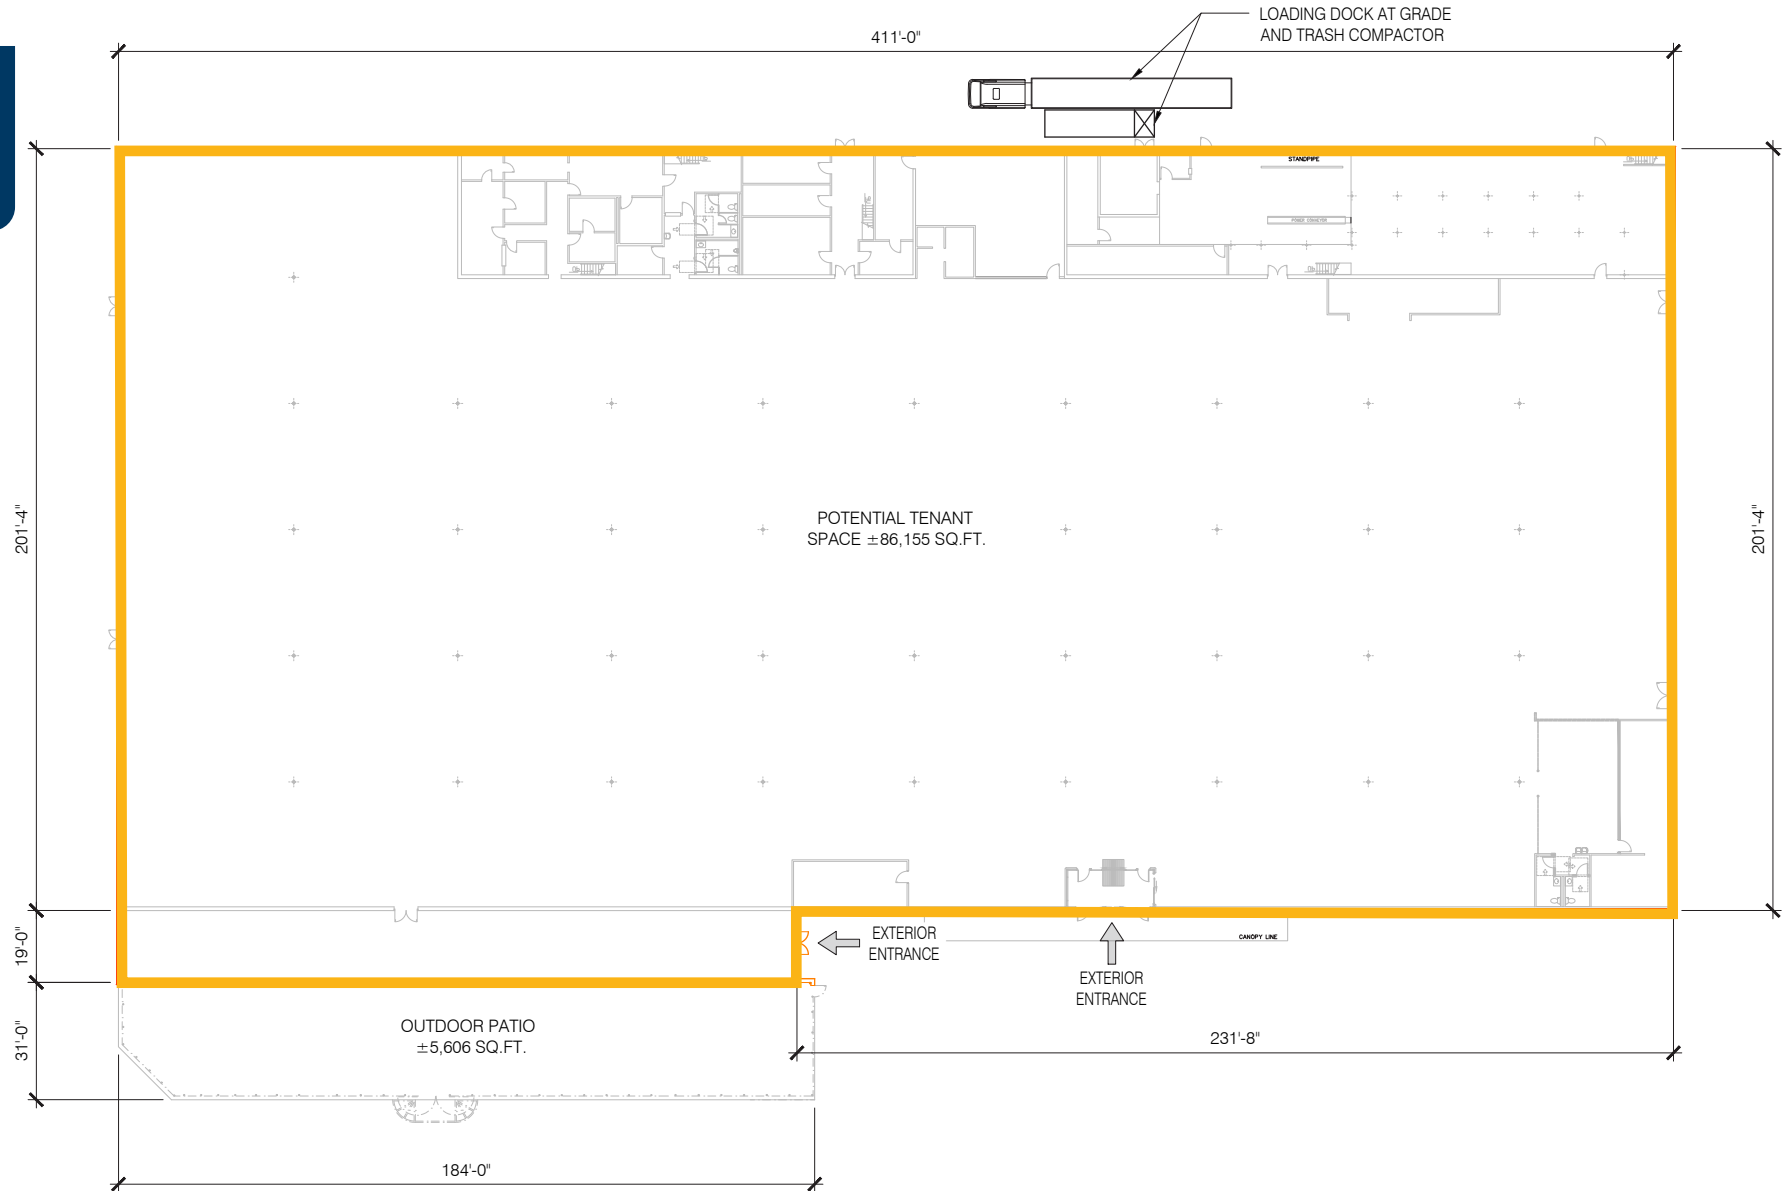 LOADING DOCK AT GRADE
AND TRASH COMPACTOR
411'-0"
STANDPIPE
POWER CONVEYOR
201'-4"
201'-4"
POTENTIAL TENANT
SPACE ±86,155 SQ.FT.
19'-0"
EXTERIOR
ENTRANCE
CANOPY LINE
EXTERIOR
ENTRANCE
31'-0"
OUTDOOR PATIO
±5,606 SQ.FT.
231'-8"
184'-0"